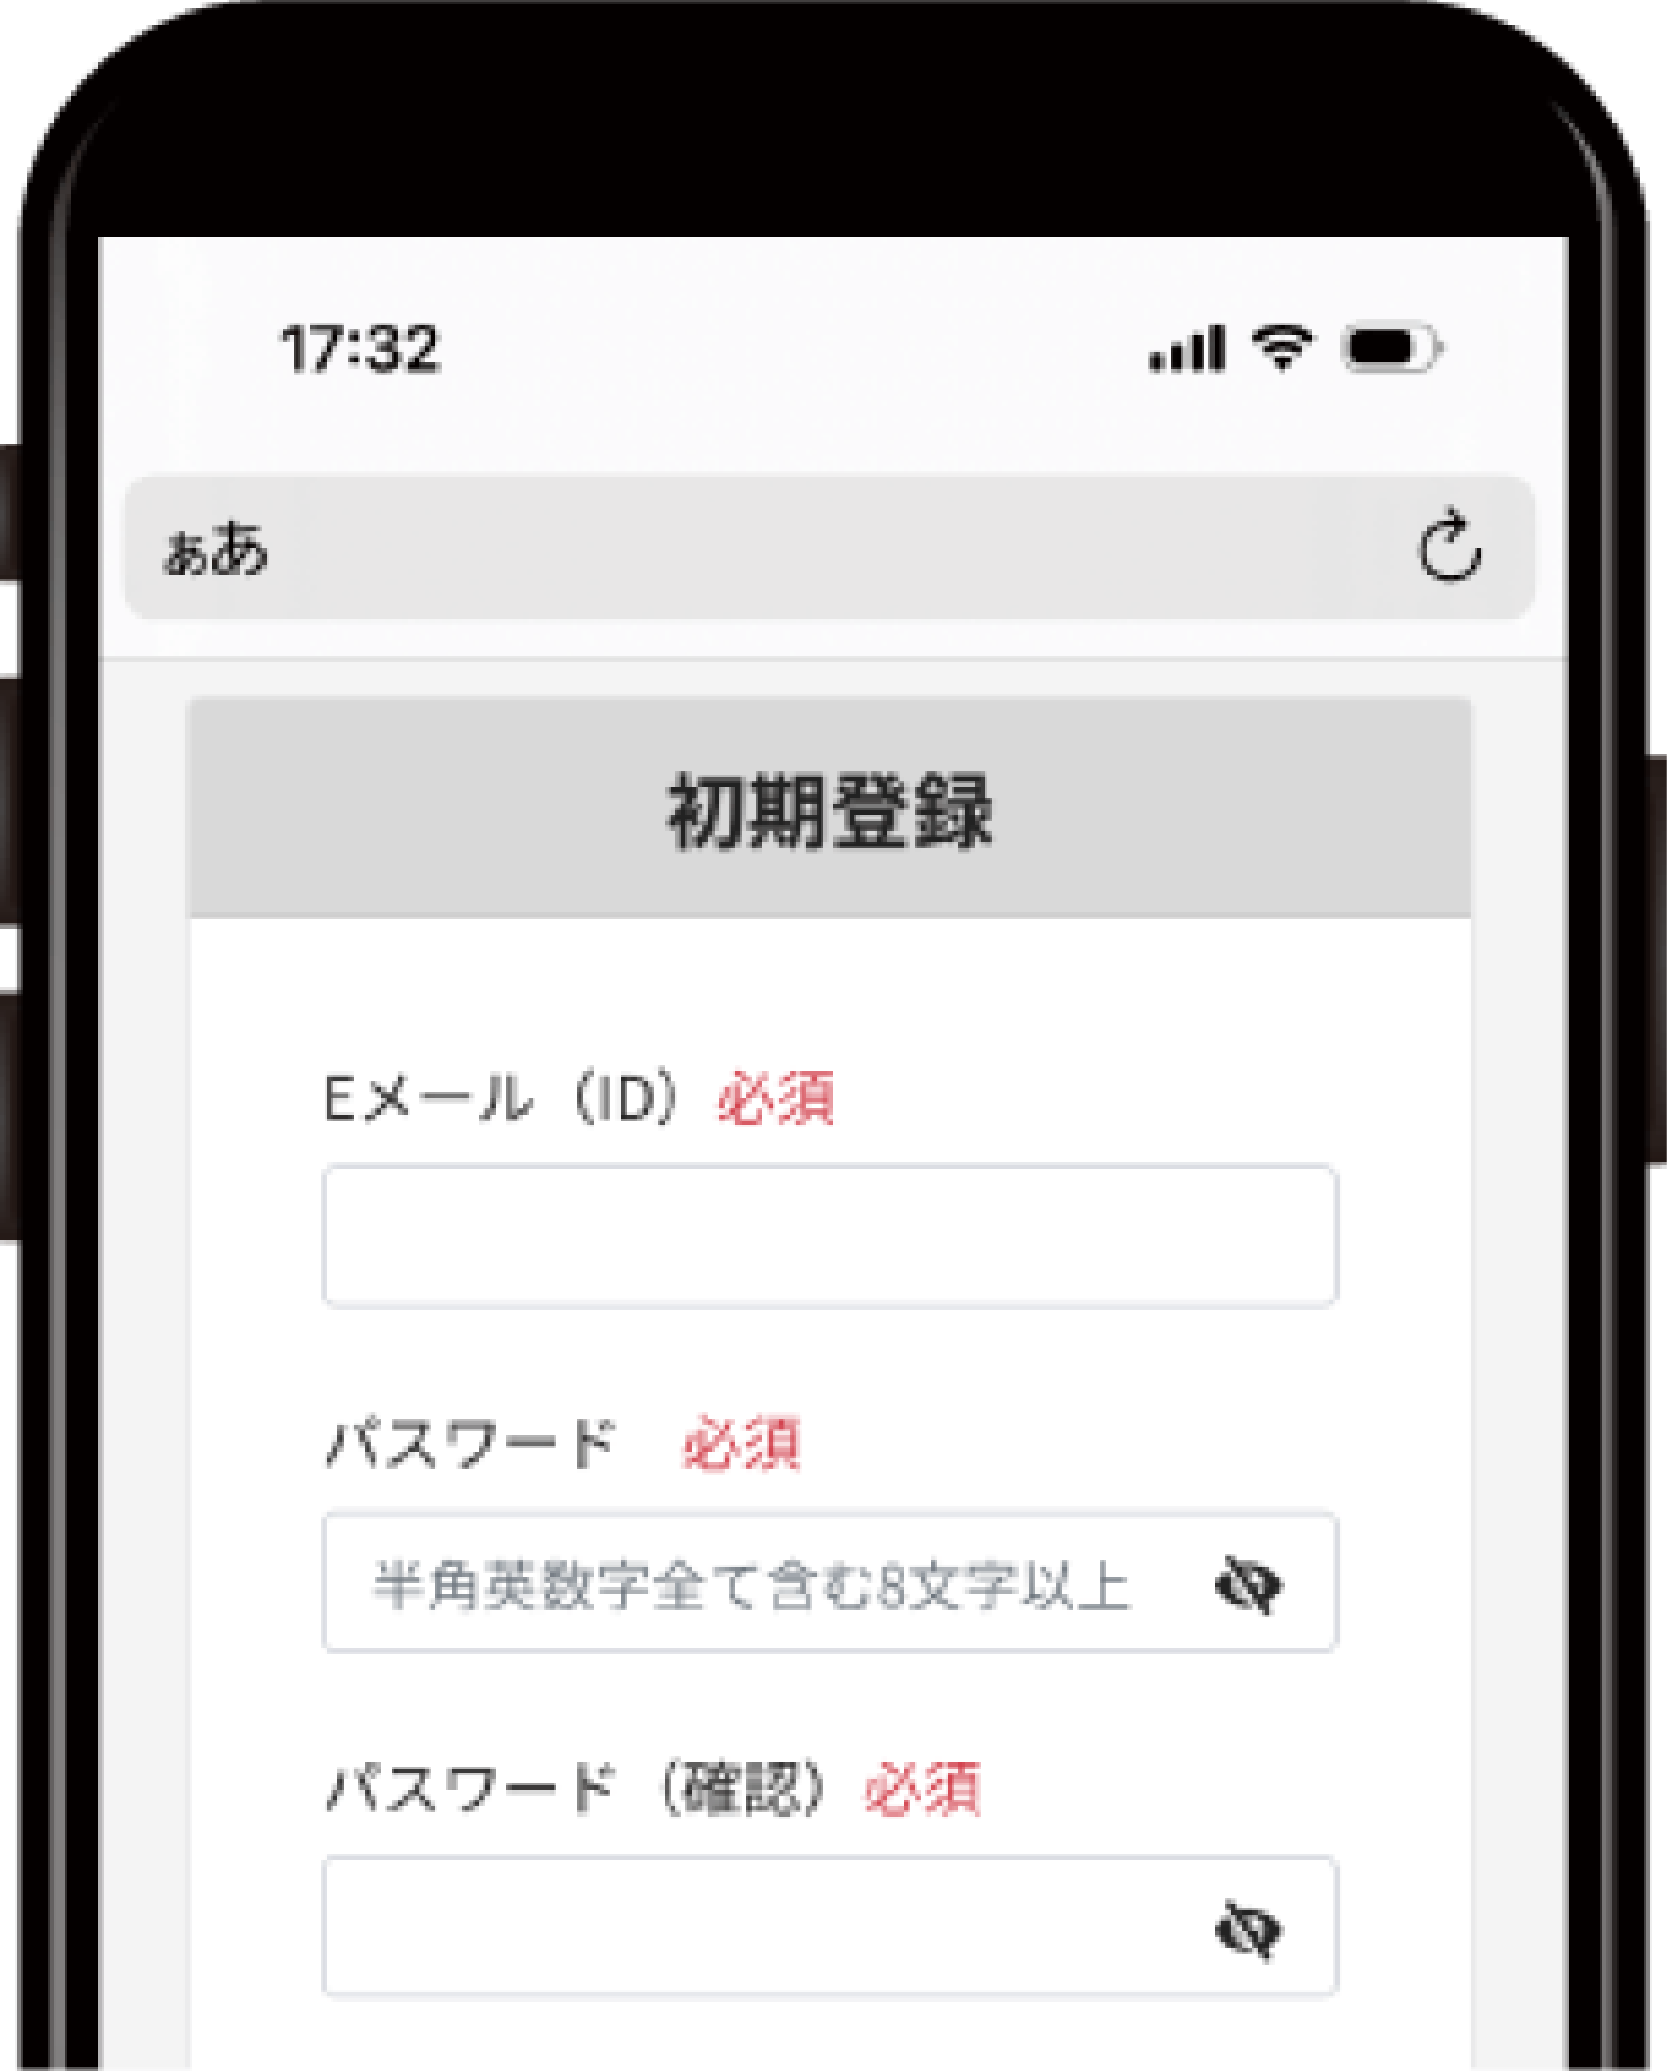 17:32
ぁあ
初期登録
Eメール（ID）必須
パスワード　必須
半角英数字全て含む8文字以上
パスワード（確認）必須